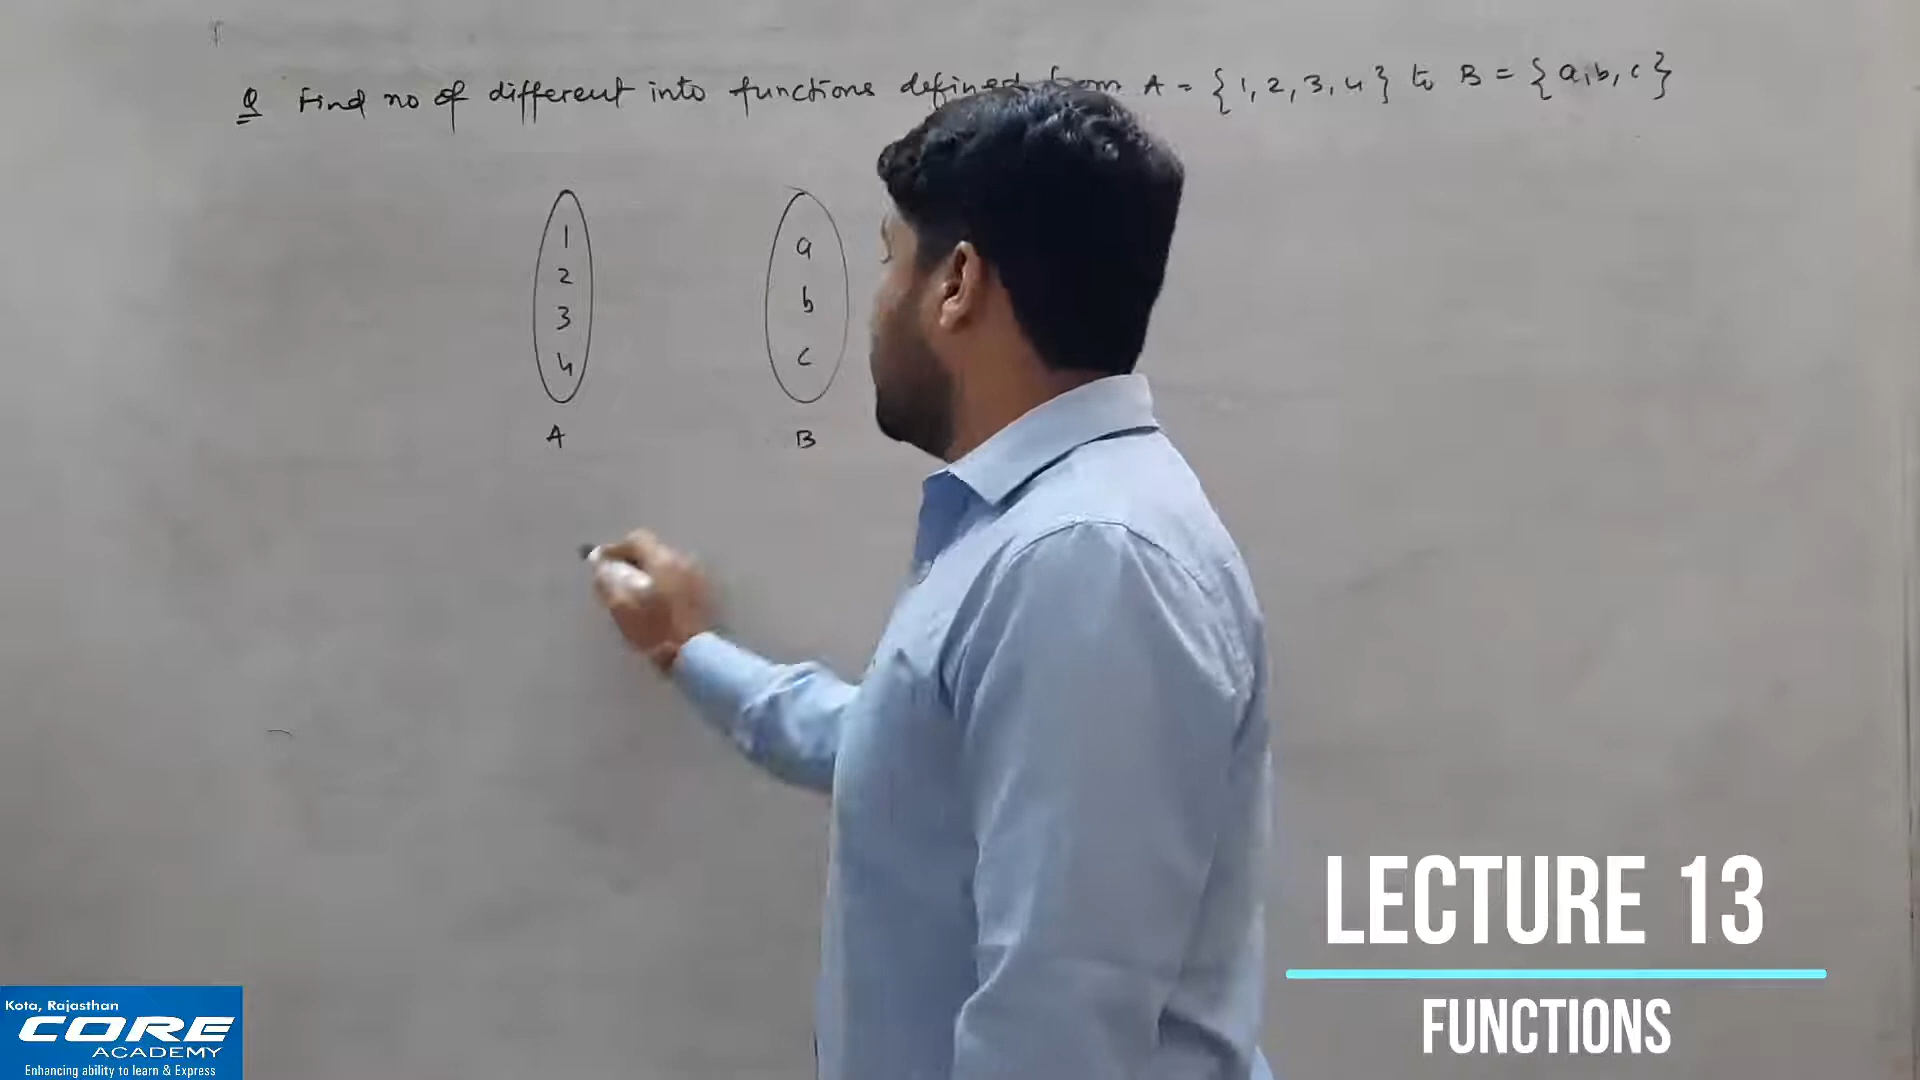 Q Find no of different into functions defined from A = {1, 2, 3, 4} to B = {a, b, c}
1
2
3
4
A
a
b
c
B
LECTURE 13
FUNCTIONS
Kota, Rajasthan
CORE
ACADEMY
Enhancing ability to learn & Express